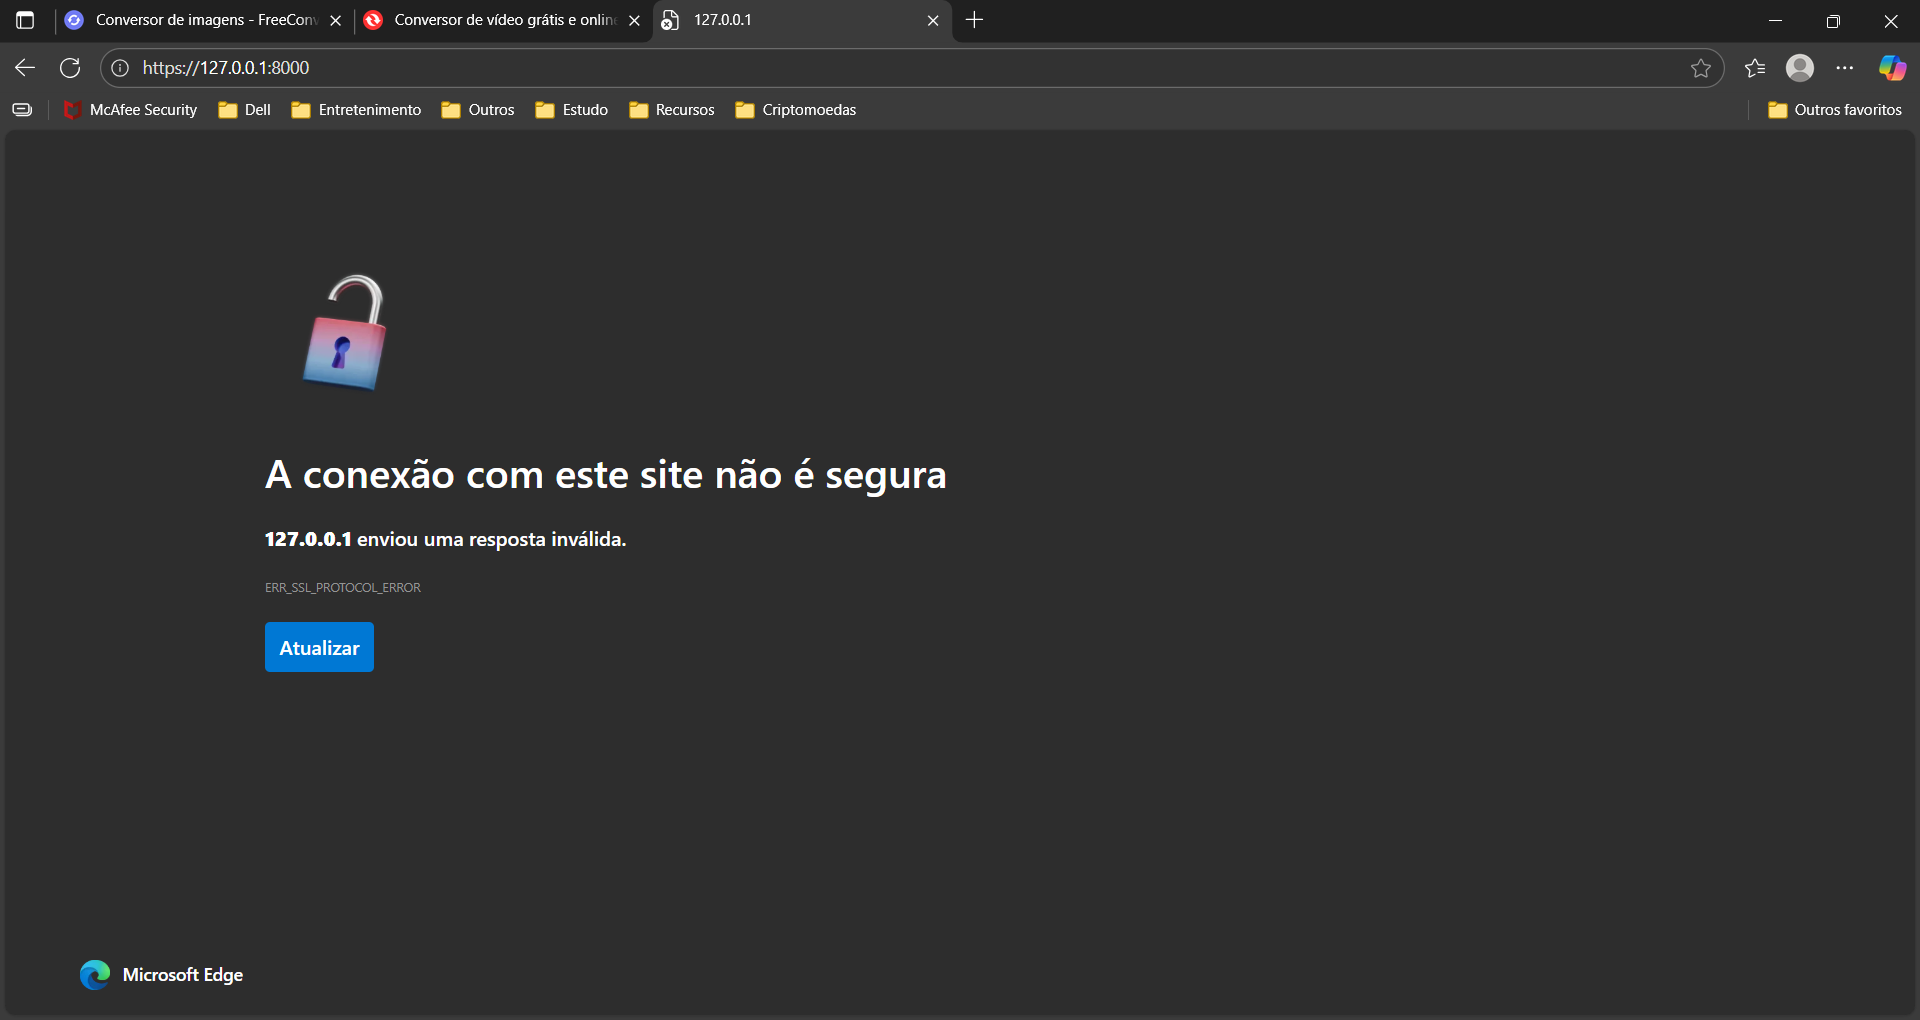 Conversor de imagens - FreeConv
Conversor de vídeo grátis e online
127.0.0.1
https://127.0.0.1:8000
McAfee Security
Dell
Entretenimento
Outros
Estudo
Recursos
Criptomoedas
Outros favoritos
A conexão com este site não é segura
127.0.0.1 enviou uma resposta inválida.
ERR_SSL_PROTOCOL_ERROR
Atualizar
Microsoft Edge